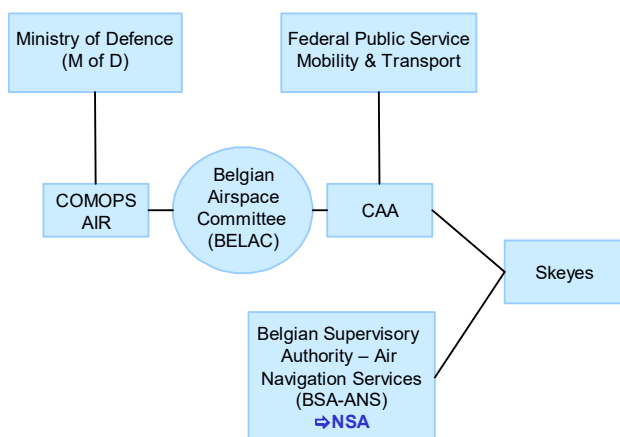 Ministry of Defence
(M of D)
Federal Public Service
Mobility & Transport
COMOPS
AIR
Belgian
Airspace
Committee
(BELAC)
CAA
Skeyes
Belgian Supervisory
Authority – Air
Navigation Services
(BSA-ANS)
⇨NSA